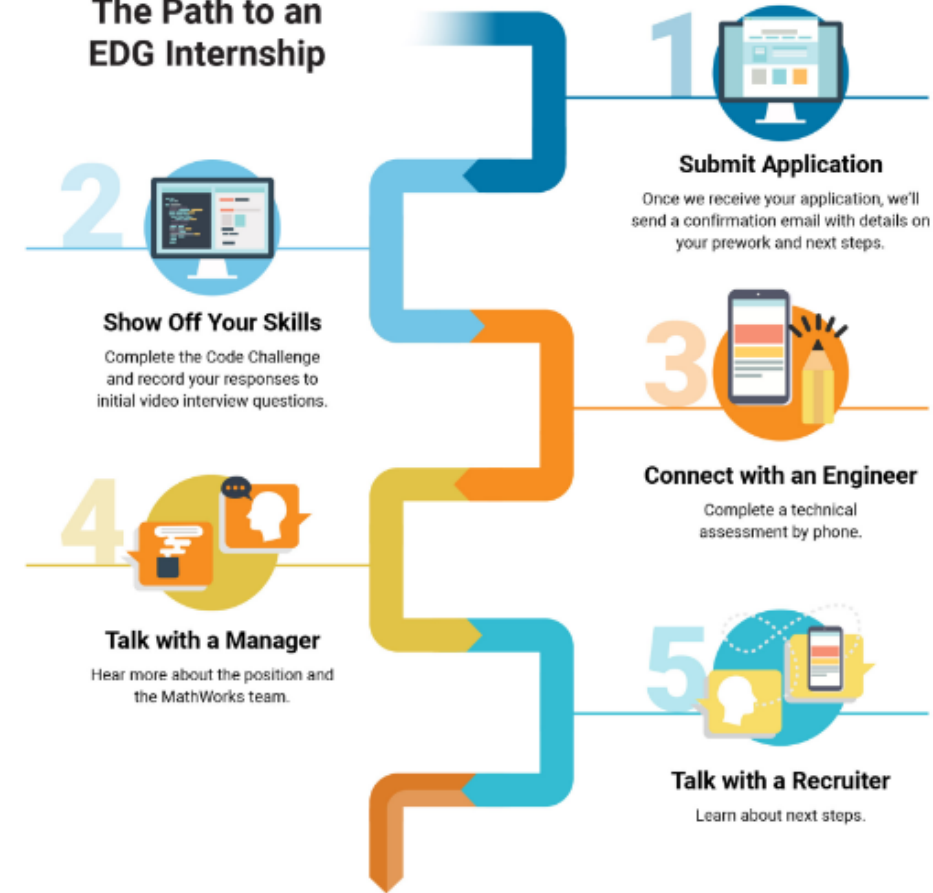 The Path to an
EDG Internship
1
Submit Application
Once we receive your application, we'll
send a confirmation email with details on
your prework and next steps.
2
Show Off Your Skills
Complete the Code Challenge
and record your responses to
initial video interview questions.
3
Connect with an Engineer
Complete a technical
assessment by phone.
4
Talk with a Manager
Hear more about the position and
the MathWorks team.
5
Talk with a Recruiter
Learn about next steps.